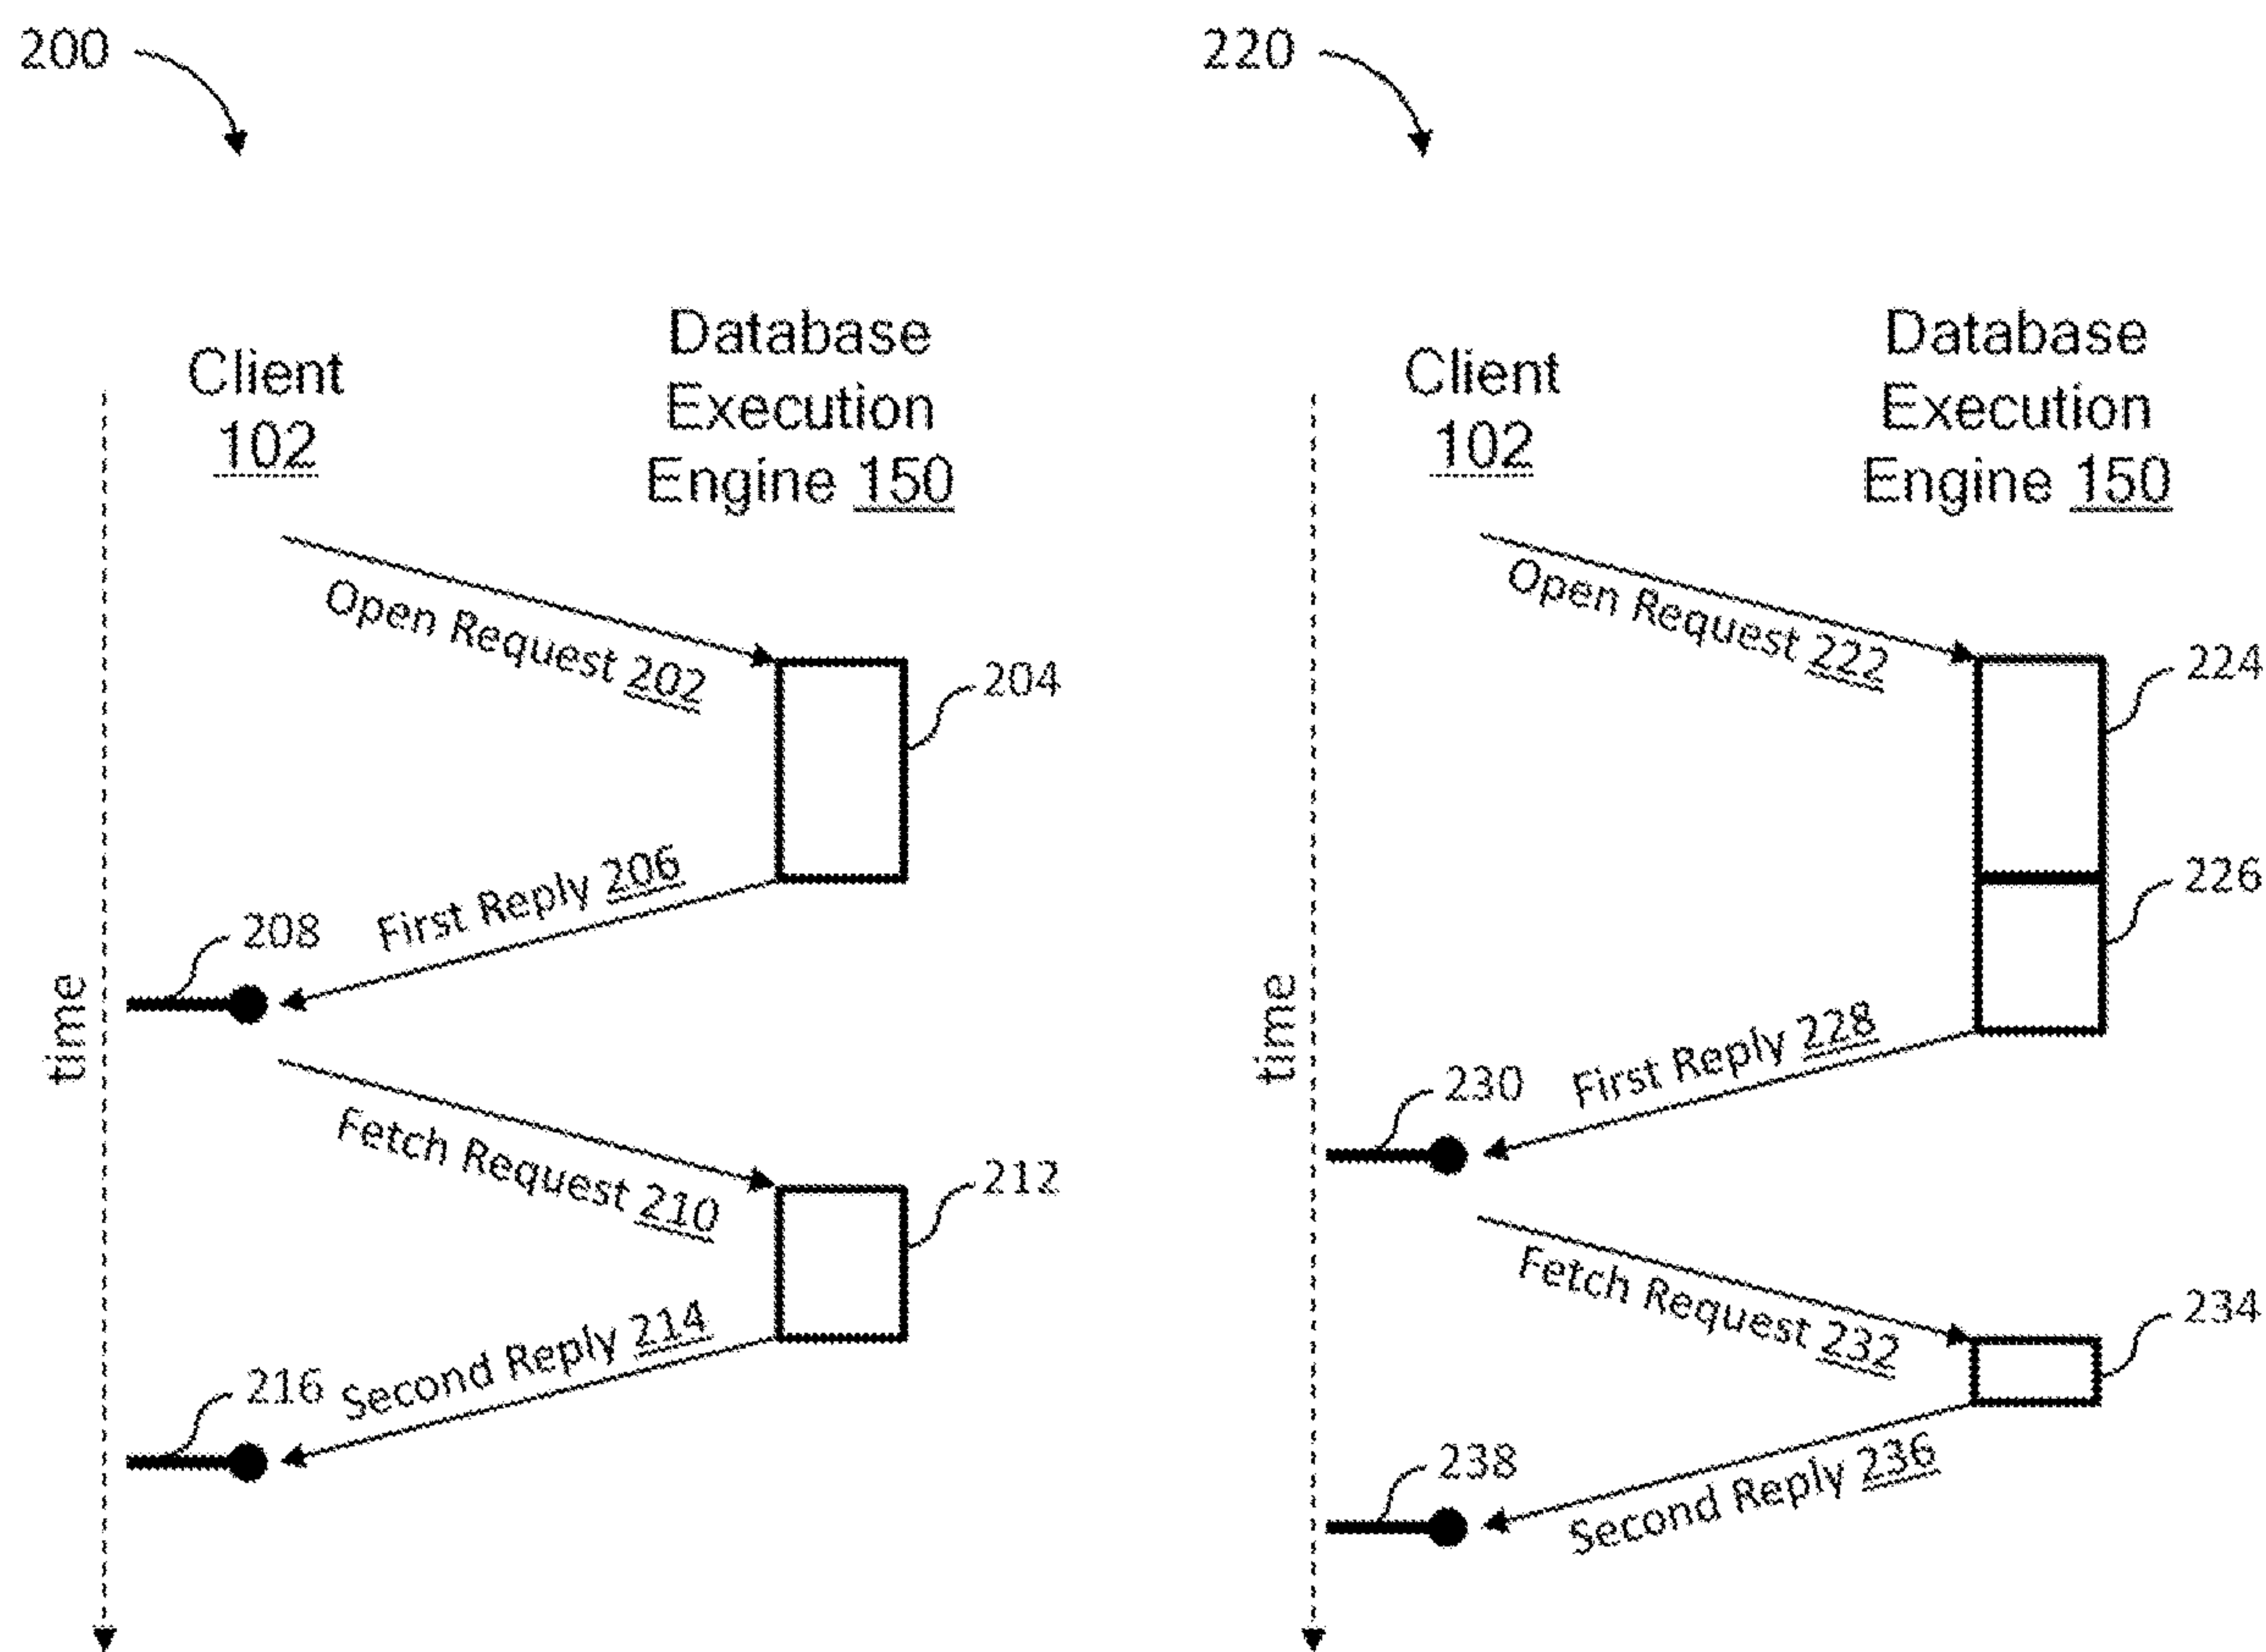 200
Client
102
Database
Execution
Engine 150
Open Request 202
204
First Reply 206
208
time
Fetch Request 210
212
Second Reply 214
216
220
Client
102
Database
Execution
Engine 150
Open Request 222
224
226
First Reply 228
230
time
Fetch Request 232
234
Second Reply 236
238